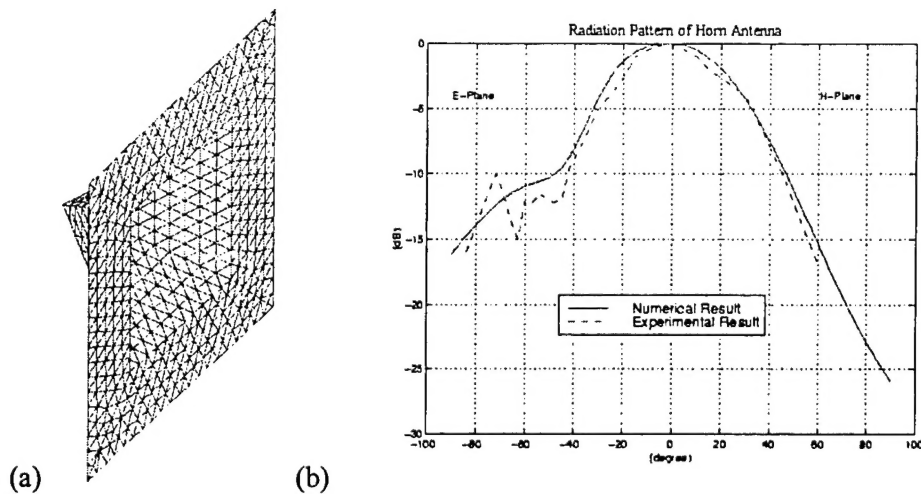 Radiation Pattern of Horn Antenna
0
-5
-10
-15
-20
-25
-30
(dB)
E-Plane
H-Plane
Numerical Result
Experimental Result
-100
-80
-60
-40
-20
0
20
40
60
80
100
(degree)
(a)
(b)